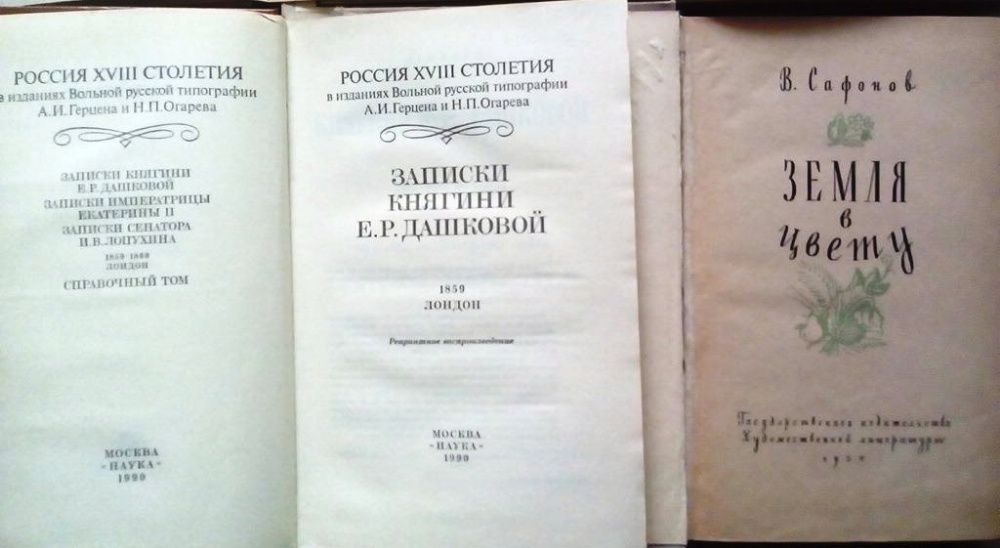 РОССИЯ XVIII СТОЛЕТИЯ
в изданиях Вольной русской типографии
А.И.Герцена и Н.П.Огарева
ЗАПИСКИ КНЯГИНИ
Е.Р.ДАШКОВОЙ
ЗАПИСКИ ИМПЕРАТРИЦЫ
ЕКАТЕРИНЫ II
ЗАПИСКИ СЕНАТОРА
И.В.ЛОПУХИНА
1859-1860
ЛОНДОН
СПРАВОЧНЫЙ ТОМ
МОСКВА
«НАУКА»
1990
РОССИЯ XVIII СТОЛЕТИЯ
в изданиях Вольной русской типографии
А.И.Герцена и Н.П.Огарева
ЗАПИСКИ
КНЯГИНИ
Е.Р.ДАШКОВОЙ
1859
ЛОНДОН
Репринтное воспроизведение
МОСКВА
«НАУКА»
1990
В. Сафонов
ЗЕМЛЯ
в
цвету
Государственное издательство
Художественной литературы